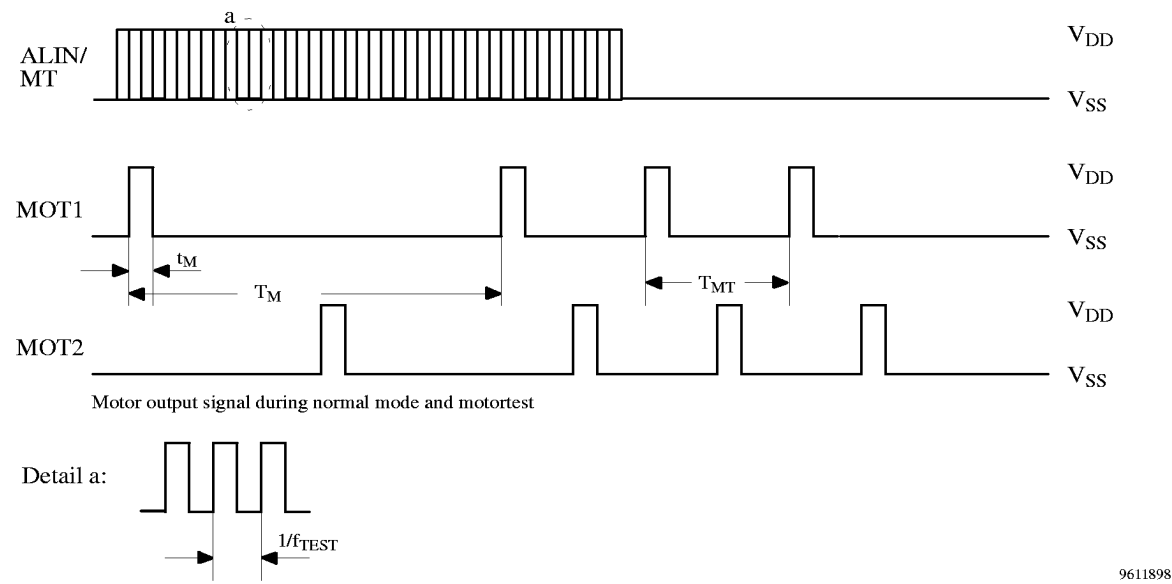 a
ALIN/
MT
VDD
VSS
MOT1
VDD
VSS
tM
TM
TMT
MOT2
VDD
VSS
Motor output signal during normal mode and motortest
Detail a:
1/fTEST
9611898